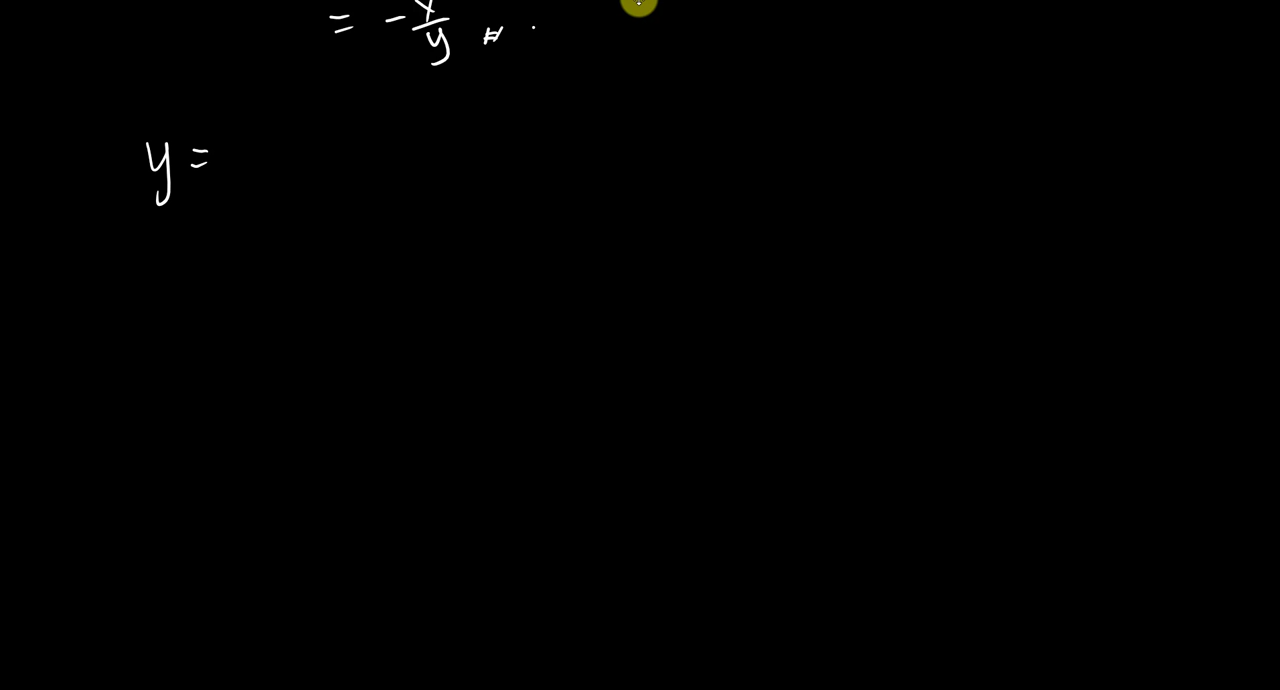 = - x/y #.
y =